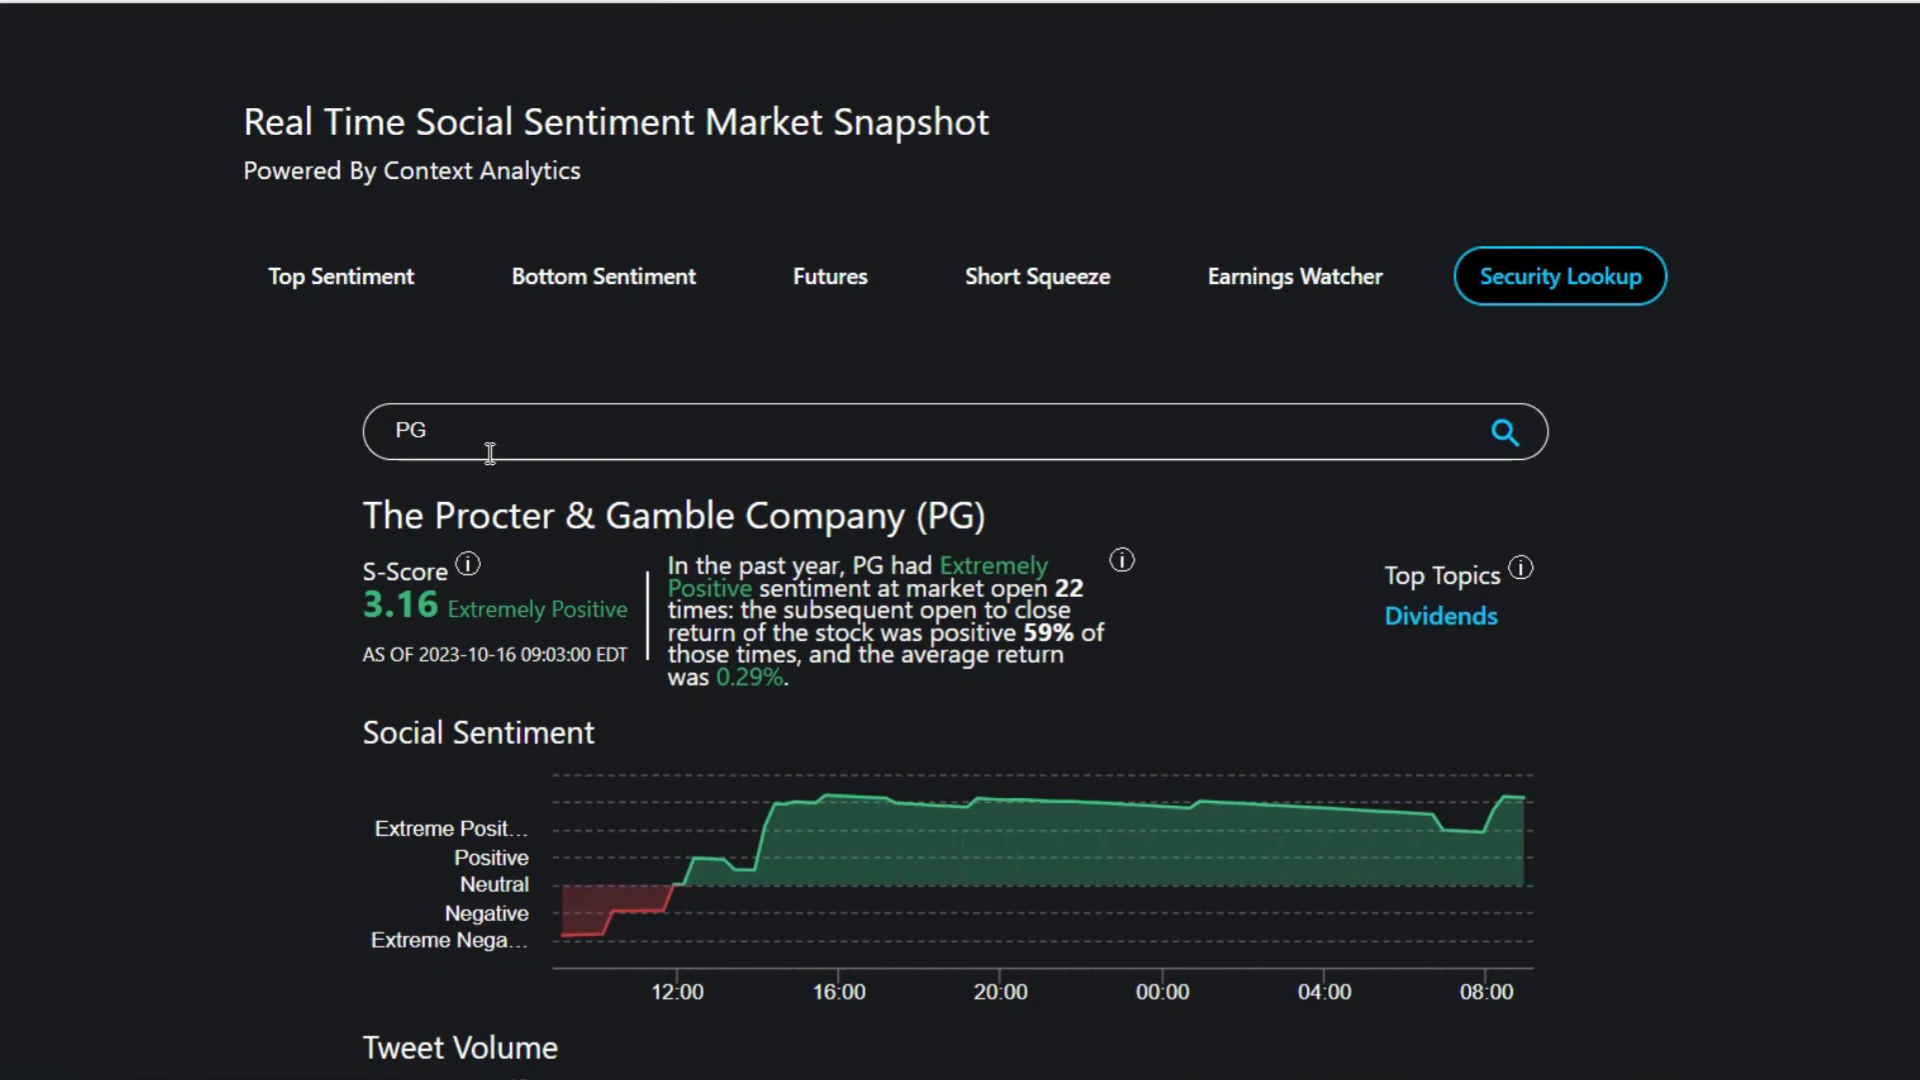 Real Time Social Sentiment Market Snapshot
Powered By Context Analytics
Top Sentiment
Bottom Sentiment
Futures
Short Squeeze
Earnings Watcher
Security Lookup
PG
The Procter & Gamble Company (PG)
S-Score
3.16 Extremely Positive
AS OF 2023-10-16 09:03:00 EDT
In the past year, PG had Extremely
Positive sentiment at market open 22
times: the subsequent open to close
return of the stock was positive 59% of
those times, and the average return
was 0.29%.
Top Topics
Dividends
Social Sentiment
Extreme Posit...
Positive
Neutral
Negative
Extreme Nega...
12:00
16:00
20:00
00:00
04:00
08:00
Tweet Volume